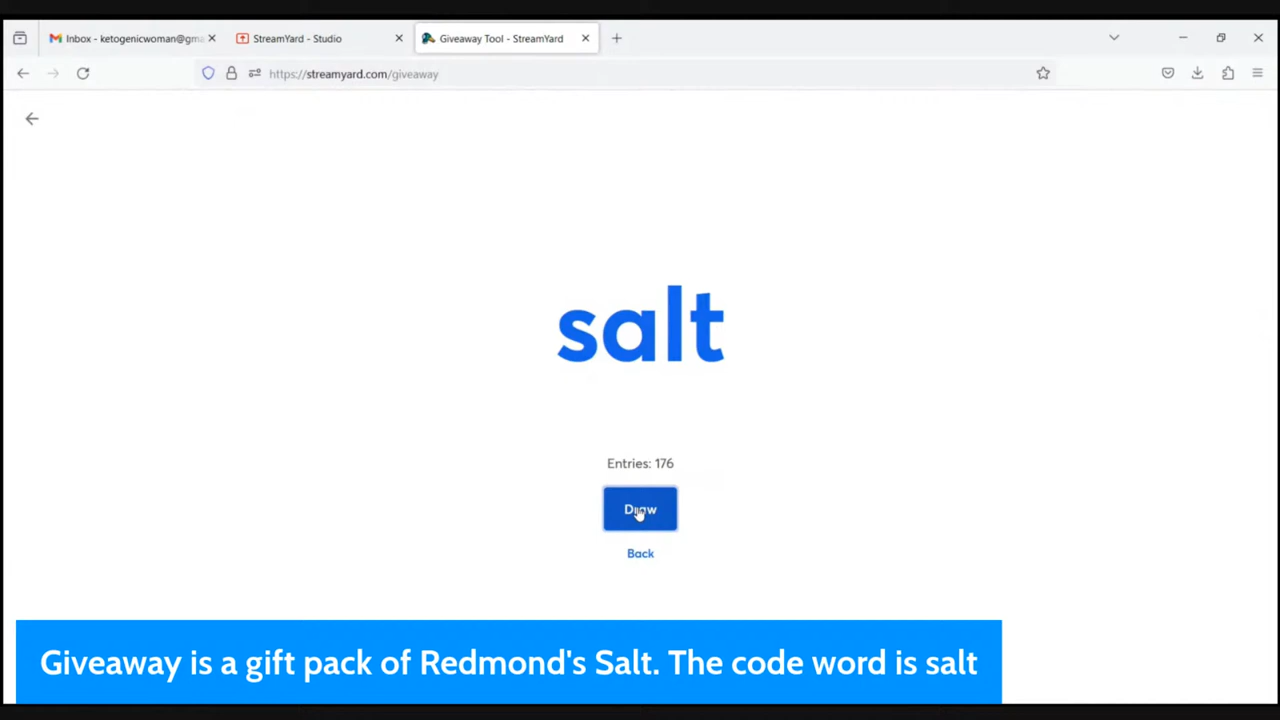 Inbox - ketogenicwoman@gma
StreamYard - Studio
Giveaway Tool - StreamYard
https://streamyard.com/giveaway
salt
Entries: 176
Draw
Back
Giveaway is a gift pack of Redmond's Salt. The code word is salt